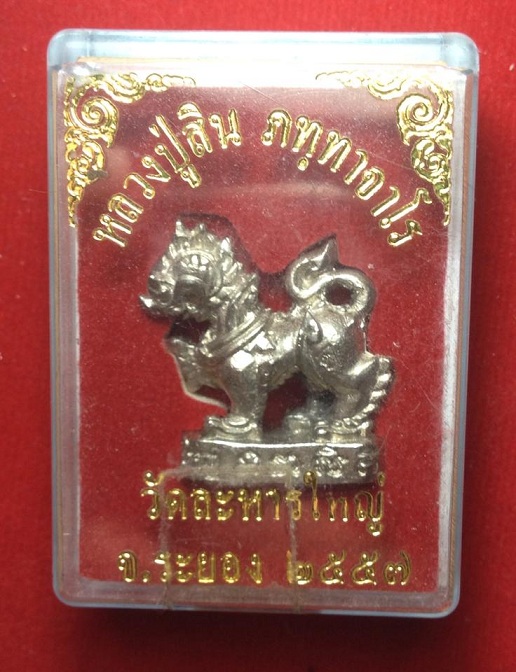 หลวงปู่สิน ภทฺทาจาโร
วัดละหารใหญ่
จ.ระยอง ๒๕๕๗